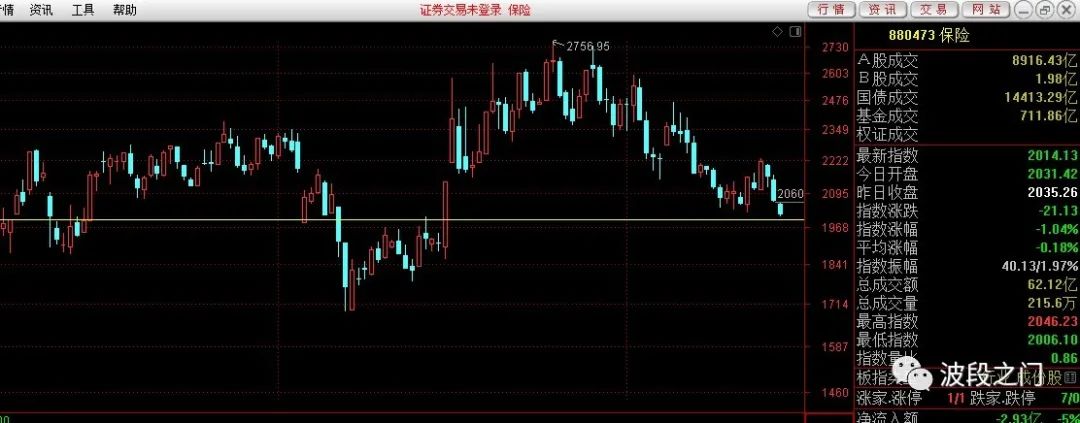 情 资讯 工具 帮助 证券交易未登录 保险 行情 资讯 交易 网站
2756.95
2060
2730
2603
2476
2349
2222
2095
1968
1841
1714
1587
1460
00
880473 保险
A股成交 8916.43亿
B股成交 1.98亿
国债成交 14413.29亿
基金成交 711.86亿
权证成交
最新指数 2014.13
今日开盘 2031.42
昨日收盘 2035.26
指数涨跌 -21.13
指数涨幅 -1.04%
平均涨幅 -0.18%
指数振幅 40.13/1.97%
总成交额 62.12亿
总成交量 215.6万
最高指数 2046.23
最低指数 2006.10
指数量比 0.86
板指 行业 成份股
波段之门
涨家.涨停 1/1 跌家.跌停 7/0
净流入额 -2.93亿 -5%